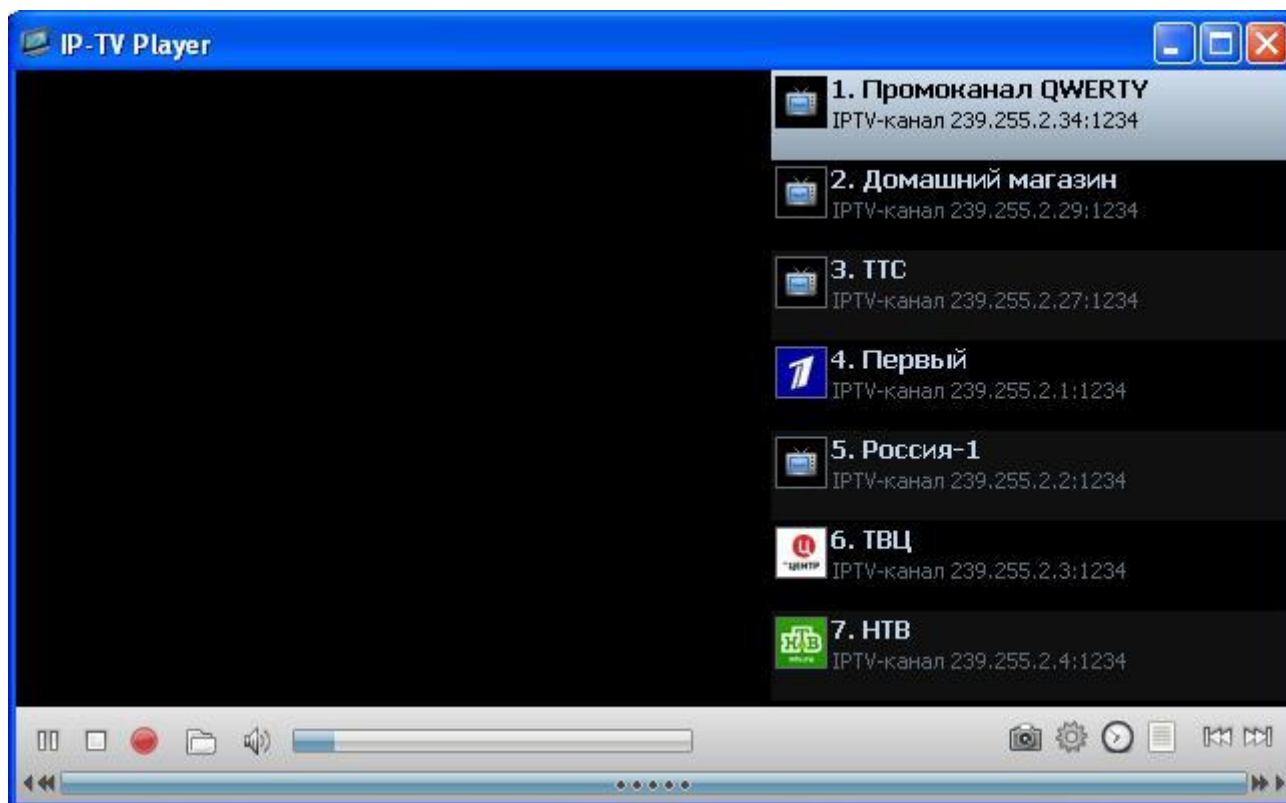 IP-TV Player
1. Промоканал QWERTY
IPTV-канал 239.255.2.34:1234
2. Домашний магазин
IPTV-канал 239.255.2.29:1234
3. ТТС
IPTV-канал 239.255.2.27:1234
4. Первый
IPTV-канал 239.255.2.1:1234
5. Россия-1
IPTV-канал 239.255.2.2:1234
6. ТВЦ
IPTV-канал 239.255.2.3:1234
ЦЕНТР
7. НТВ
IPTV-канал 239.255.2.4:1234
НТВ